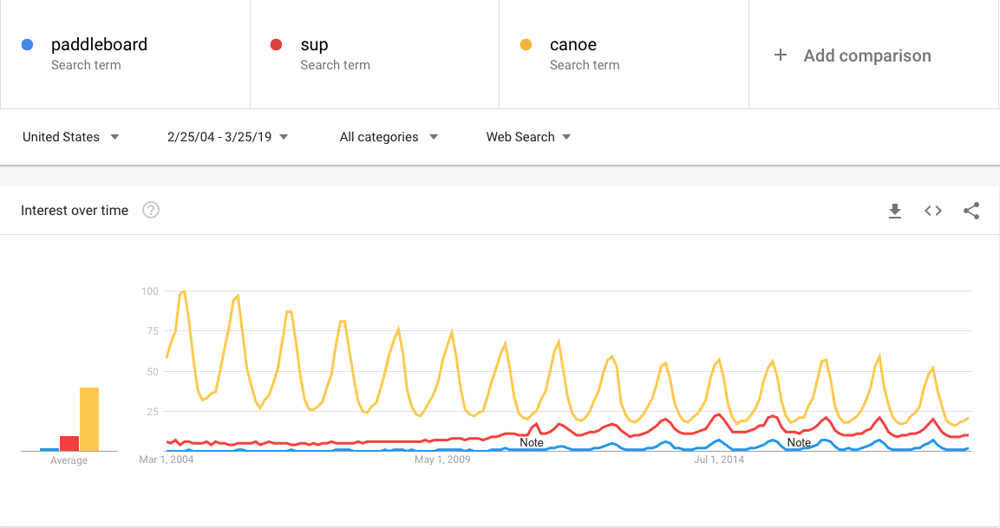 paddleboard
Search term
sup
Search term
canoe
Search term
+ Add comparison
United States
2/25/04 - 3/25/19
All categories
Web Search
Interest over time ?
100
75
50
25
Note
Note
Average
Mar 1, 2004
May 1, 2009
Jul 1, 2014